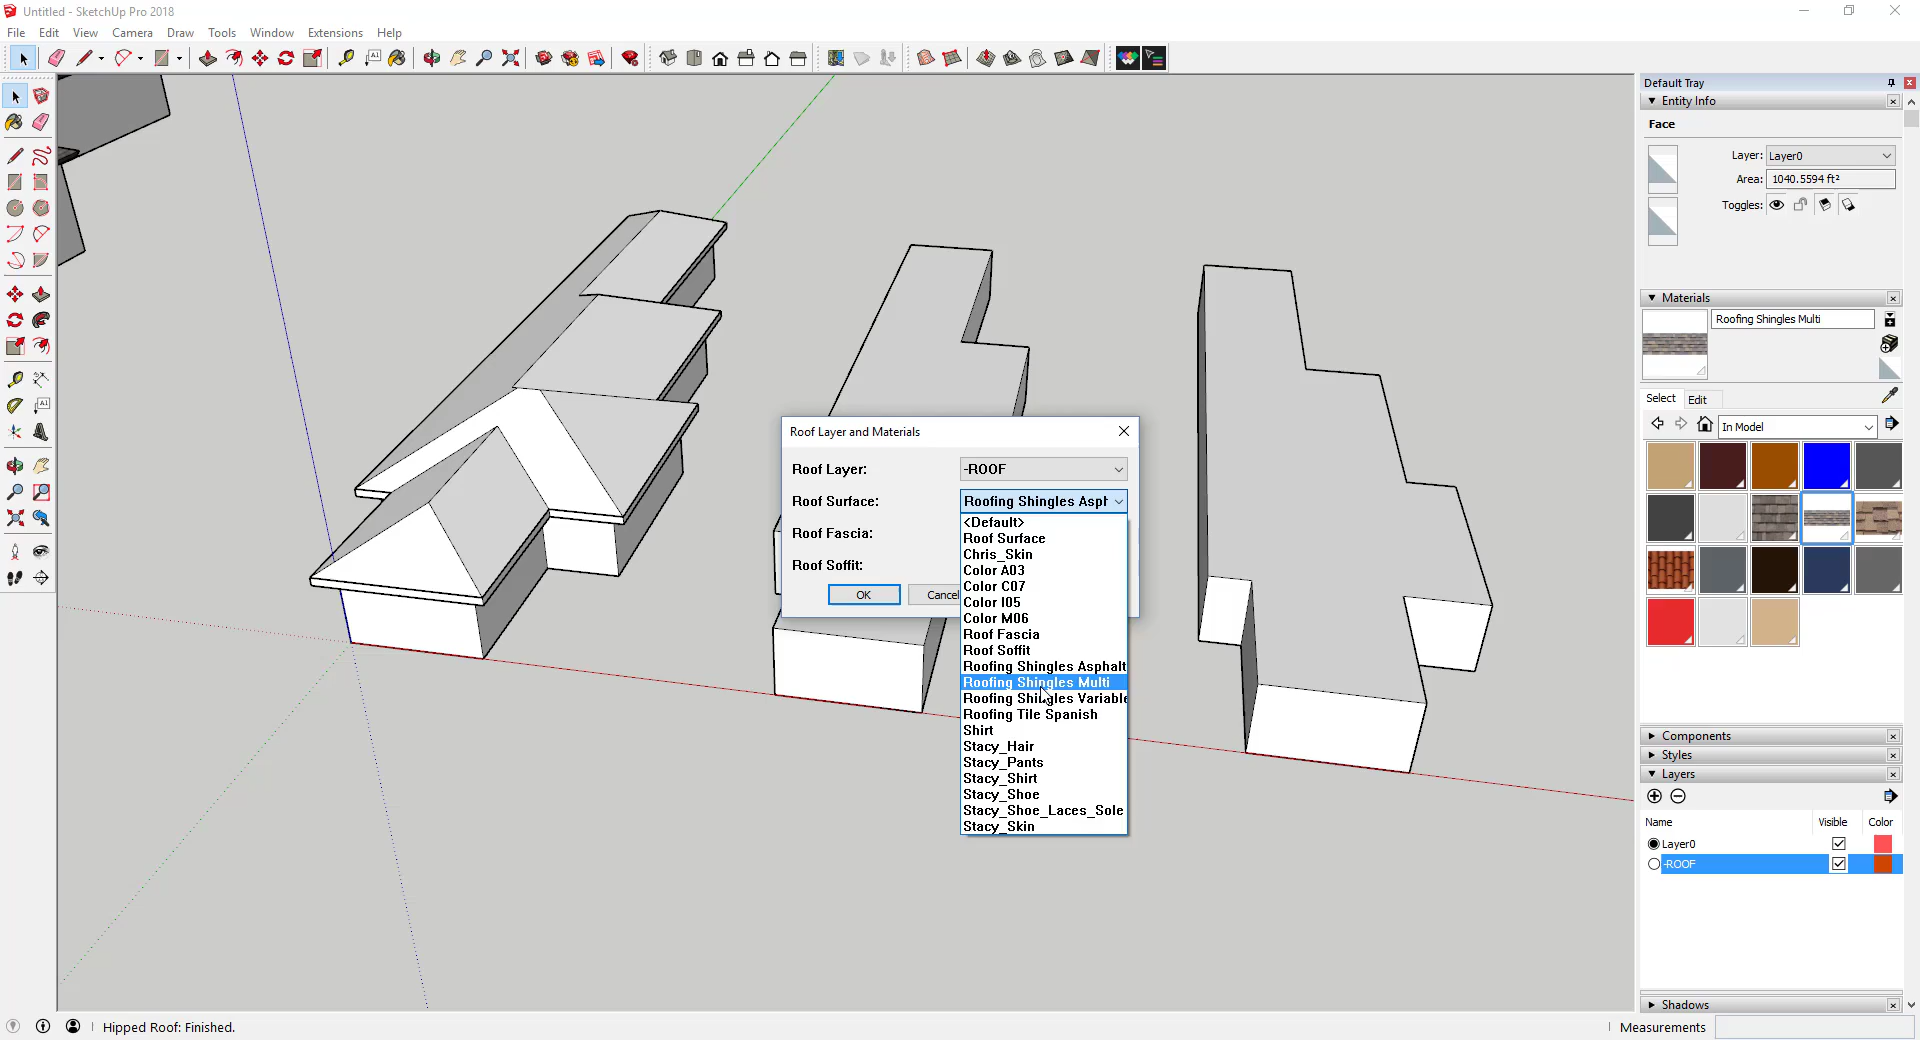 Untitled - SketchUp Pro 2018
File Edit View Camera Draw Tools Window Extensions Help
Default Tray
Entity Info
Face
Layer: Layer0
Area: 1040.5594 ft²
Toggles:
Materials
Roofing Shingles Multi
Select Edit
In Model
Components
Styles
Layers
Name Visible Color
Layer0
-ROOF
Shadows
Roof Layer and Materials
Roof Layer: -ROOF
Roof Surface: Roofing Shingles Asph
Roof Fascia:
Roof Soffit:
OK Cancel
<Default>
Roof Surface
Chris_Skin
Color A03
Color C07
Color I05
Color M06
Roof Fascia
Roof Soffit
Roofing Shingles Asphalt
Roofing Shingles Multi
Roofing Shingles Variable
Roofing Tile Spanish
Shirt
Stacy_Hair
Stacy_Pants
Stacy_Shirt
Stacy_Shoe
Stacy_Shoe_Laces_Sole
Stacy_Skin
Hipped Roof: Finished.
Measurements